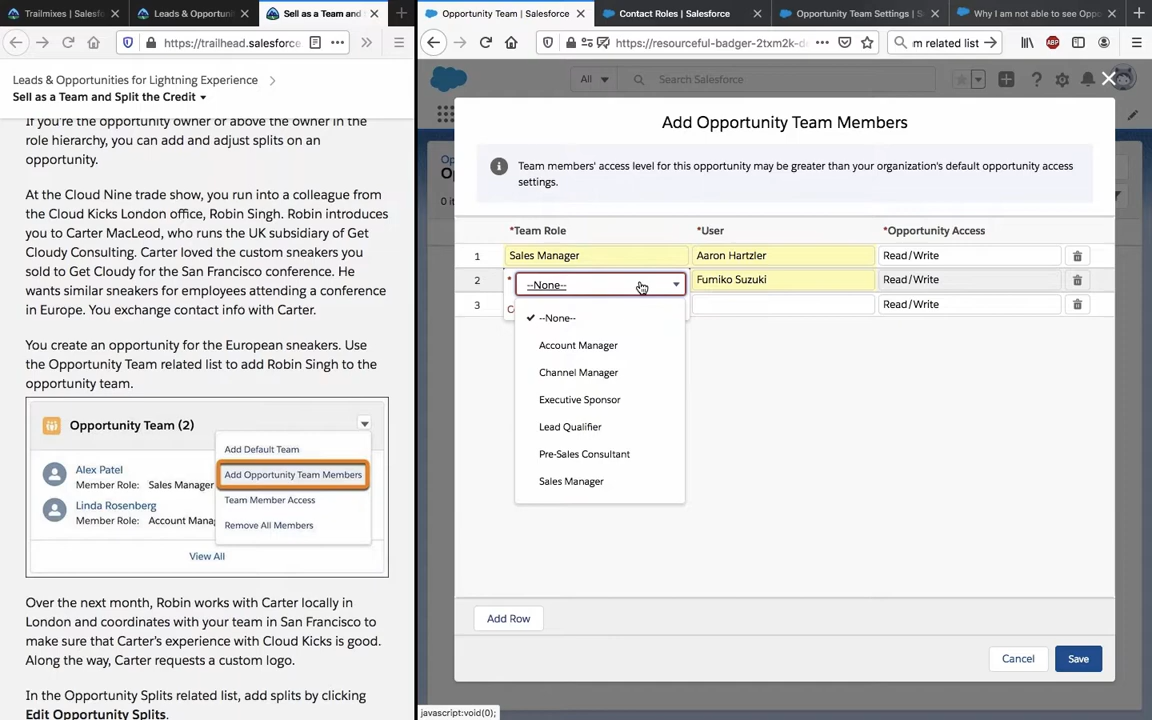 Trailmixes | Salesf
Leads & Opportuni
Sell as a Team and
https://trailhead.salesforce
Leads & Opportunities for Lightning Experience
Sell as a Team and Split the Credit
If you're the opportunity owner or above the owner in the
role hierarchy, you can add and adjust splits on an
opportunity.
At the Cloud Nine trade show, you run into a colleague from
the Cloud Kicks London office, Robin Singh. Robin introduces
you to Carter MacLeod, who runs the UK subsidiary of Get
Cloudy Consulting. Carter loved the custom sneakers you
sold to Get Cloudy for the San Francisco conference. He
wants similar sneakers for employees attending a conference
in Europe. You exchange contact info with Carter.
You create an opportunity for the European sneakers. Use
the Opportunity Team related list to add Robin Singh to the
opportunity team.
Opportunity Team (2)
Add Default Team
Alex Patel
Add Opportunity Team Members
Member Role: Sales Manager
Team Member Access
Linda Rosenberg
Member Role: Account Mana
Remove All Members
View All
Over the next month, Robin works with Carter locally in
London and coordinates with your team in San Francisco to
make sure that Carter's experience with Cloud Kicks is good.
Along the way, Carter requests a custom logo.
In the Opportunity Splits related list, add splits by clicking
Edit Opportunity Splits.
Opportunity Team | Salesforce
Contact Roles | Salesforce
Opportunity Team Settings | S
Why I am not able to see Oppo
https://resourceful-badger-2txm2k-d
m related list
ABP
All
Search Salesforce
Add Opportunity Team Members
Team members' access level for this opportunity may be greater than your organization's default opportunity access
settings.
*Team Role *User *Opportunity Access
1 Sales Manager Aaron Hartzler Read/Write
2 * --None-- Fumiko Suzuki Read/Write
3 Read/Write
--None--
Account Manager
Channel Manager
Executive Sponsor
Lead Qualifier
Pre-Sales Consultant
Sales Manager
Add Row
Cancel
Save
javascript:void(0);